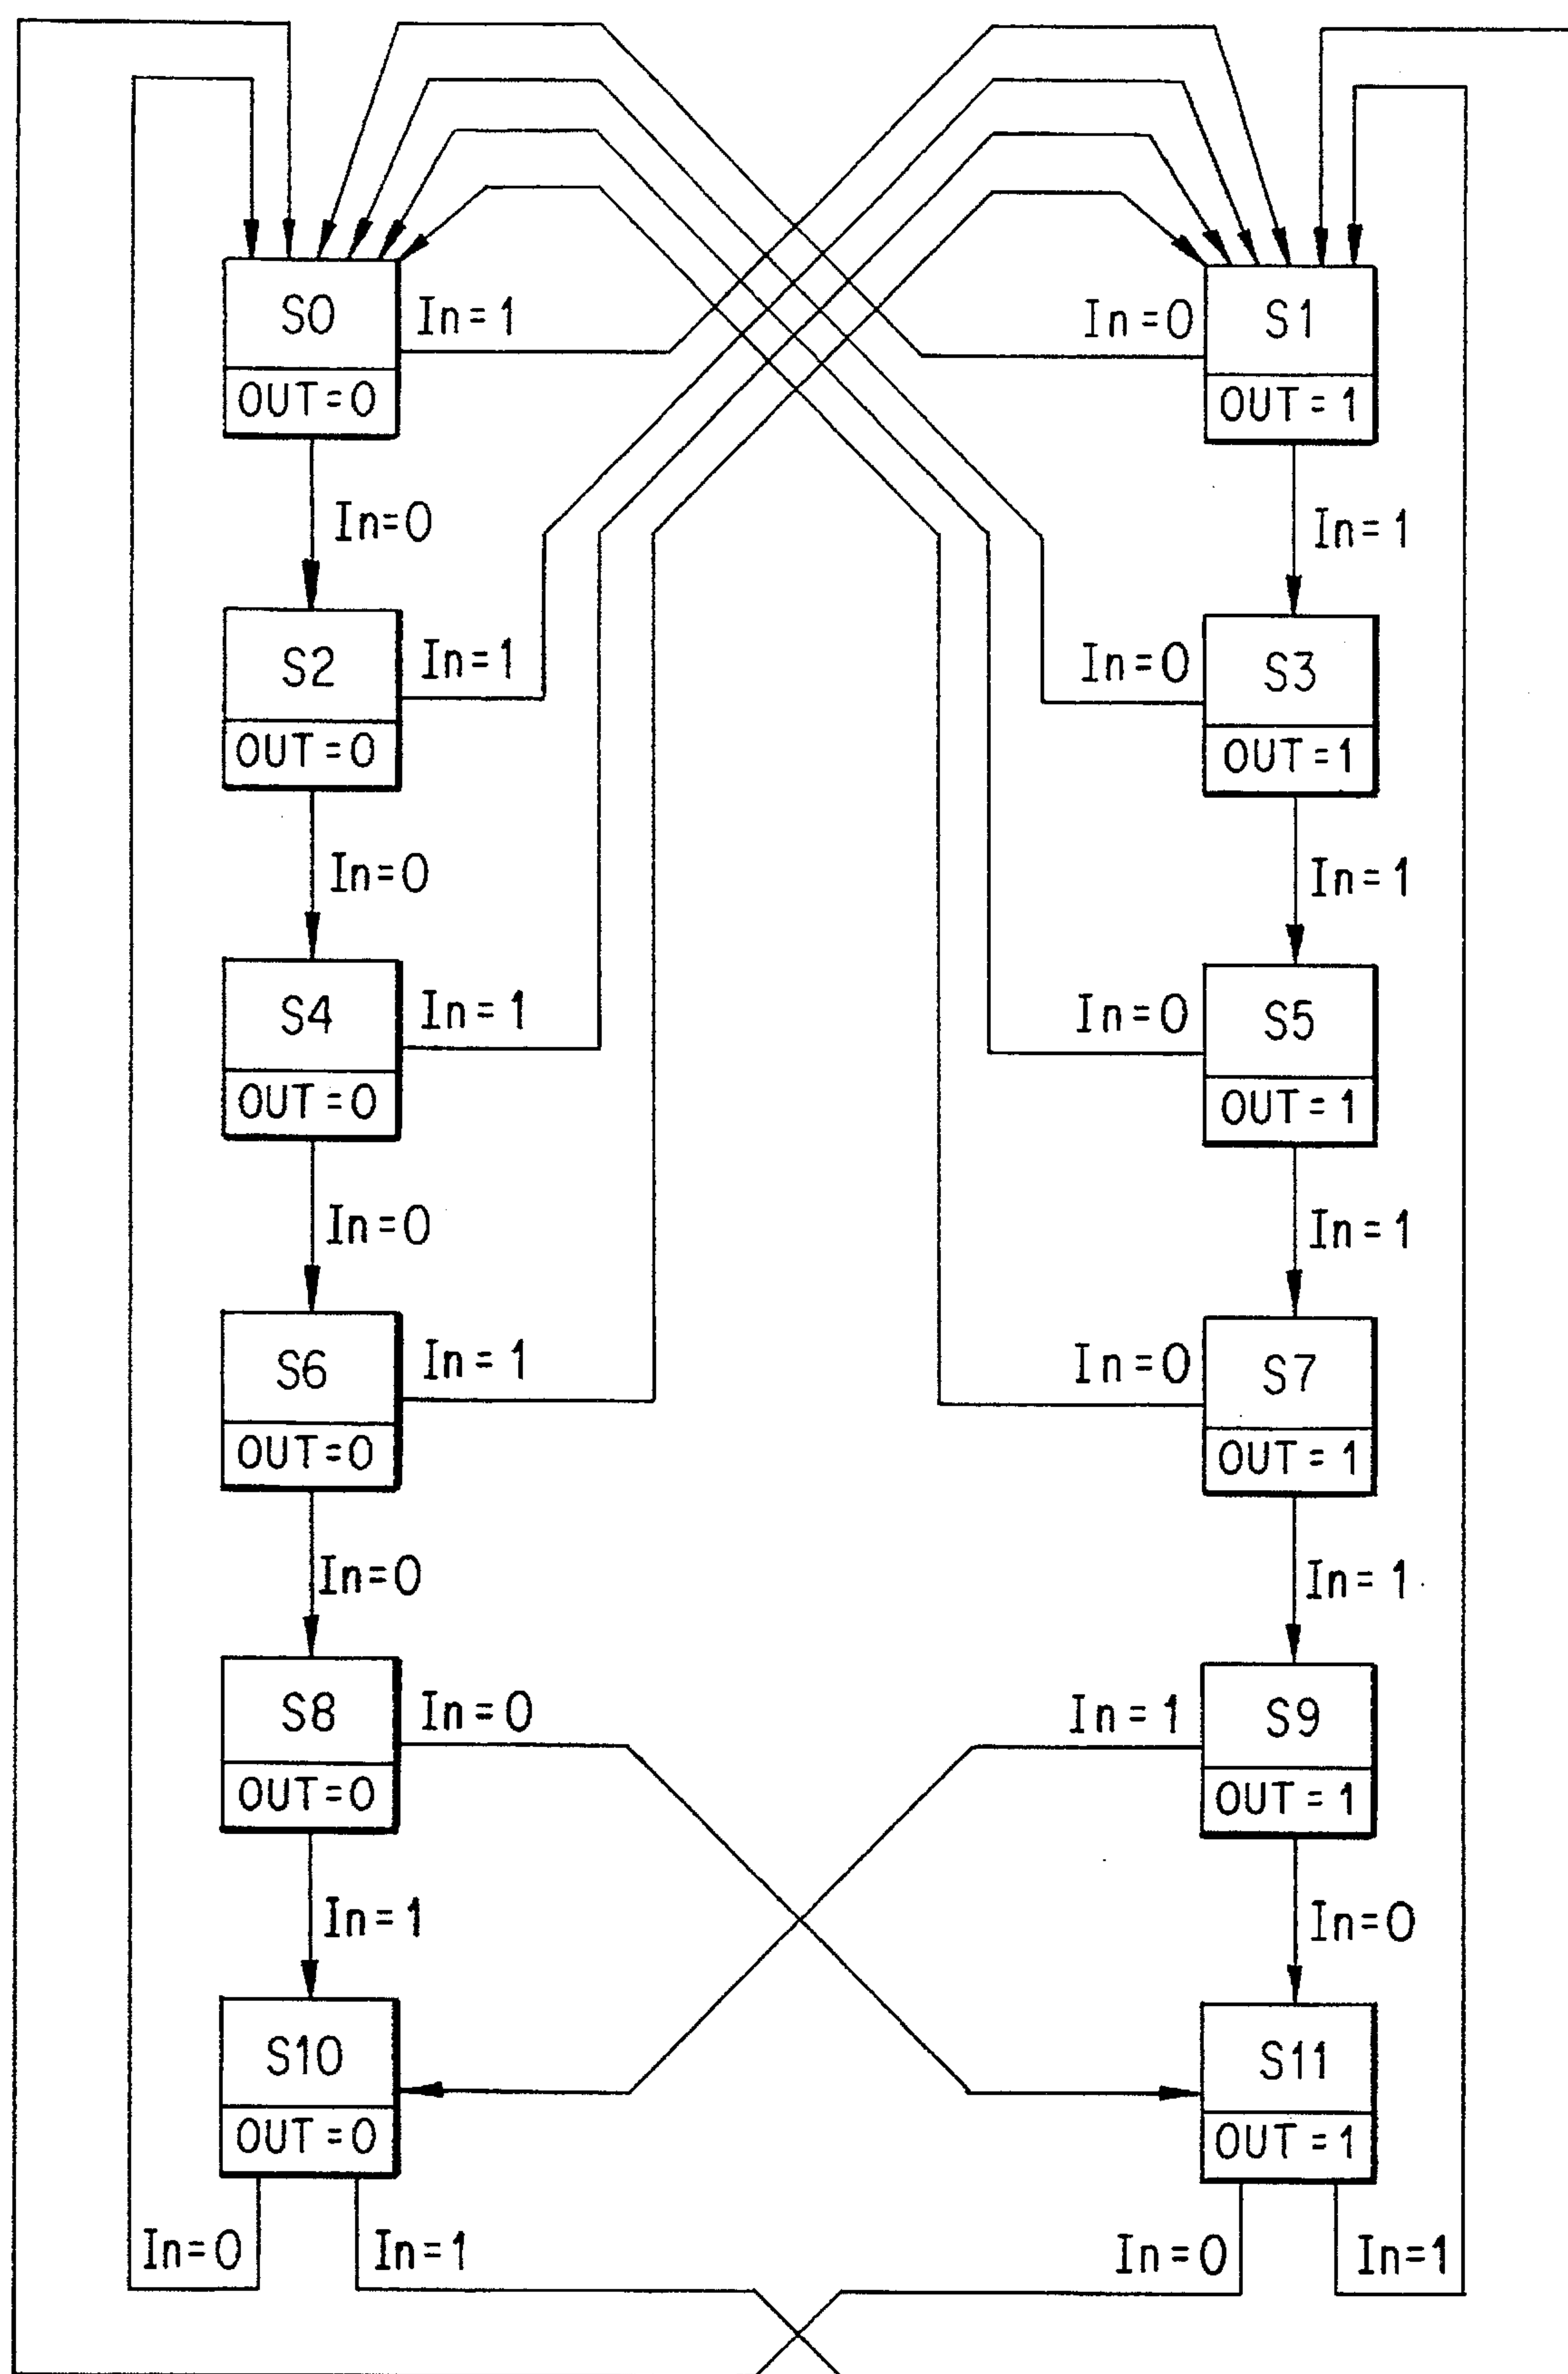 S0
In=1
OUT=0
In=0
S1
In=0
OUT=1
In=1
S2
In=1
OUT=0
In=0
S3
In=0
OUT=1
In=1
S4
In=1
OUT=0
In=0
S5
In=0
OUT=1
In=1
S6
In=1
OUT=0
In=0
S7
In=0
OUT=1
In=1
S8
In=0
OUT=0
In=1
S9
In=1
OUT=1
In=0
S10
OUT=0
In=0
In=1
S11
OUT=1
In=0
In=1